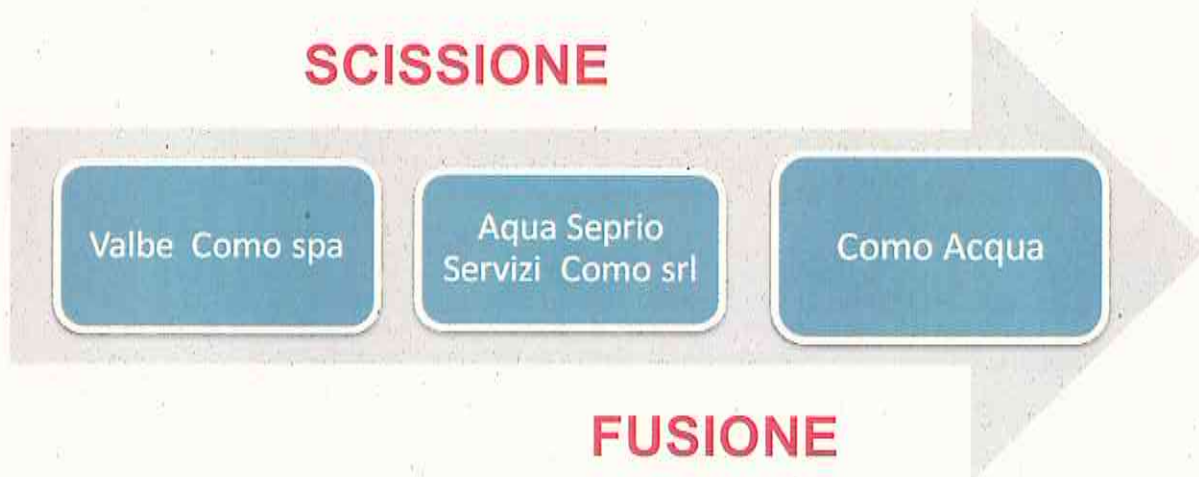 SCISSIONE
Valbe Como spa
Aqua Seprio
Servizi Como srl
Como Acqua
FUSIONE